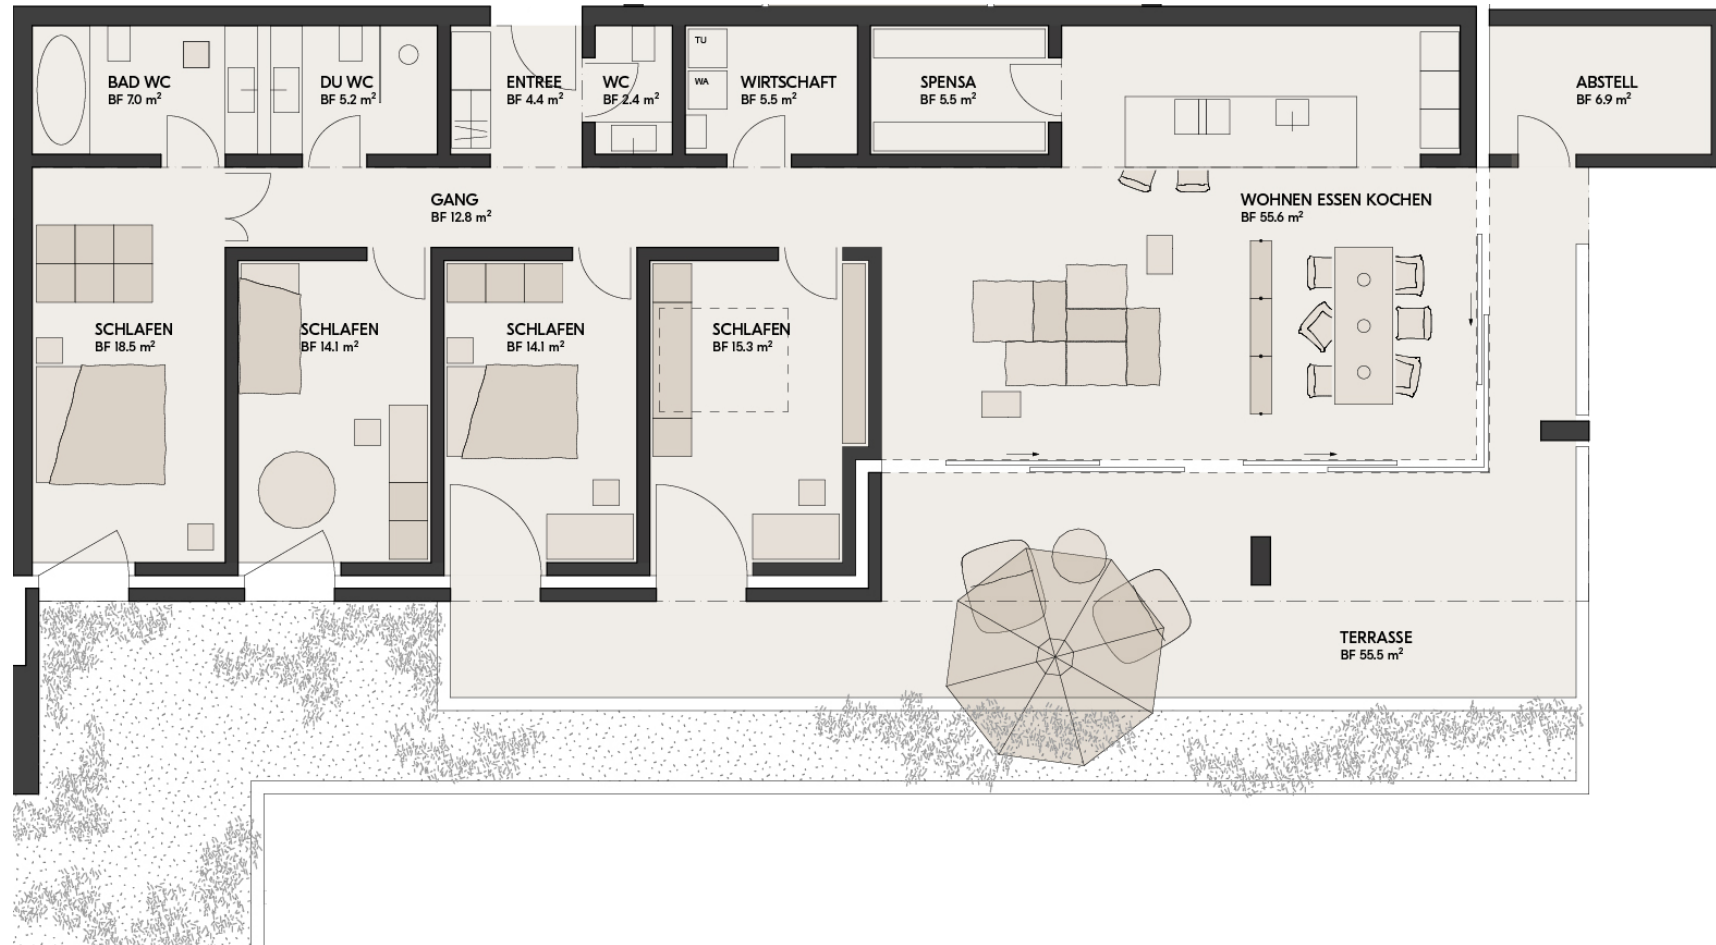 TU
BAD WC
BF 7.0 m²
DU WC
BF 5.2 m²
ENTREE
BF 4.4 m²
WC
BF 2.4 m²
WA
WIRTSCHAFT
BF 5.5 m²
SPENSA
BF 5.5 m²
ABSTELL
BF 6.9 m²
GANG
BF 12.8 m²
WOHNEN ESSEN KOCHEN
BF 55.6 m²
SCHLAFEN
BF 18.5 m²
SCHLAFEN
BF 14.1 m²
SCHLAFEN
BF 14.1 m²
SCHLAFEN
BF 15.3 m²
TERRASSE
BF 55.5 m²